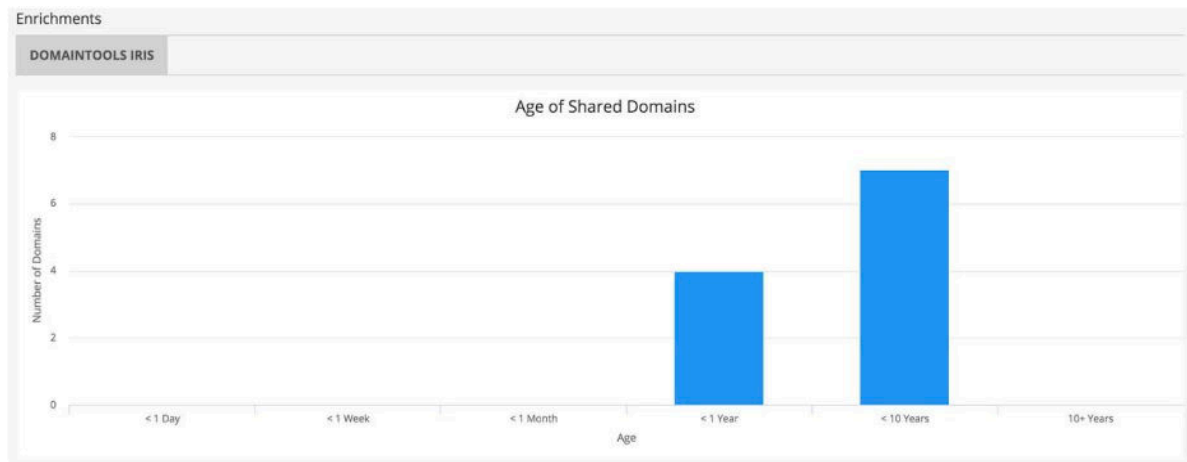 Enrichments
DOMAINTOOLS IRIS
Age of Shared Domains
Number of Domains
8
6
4
2
0
< 1 Day
< 1 Week
< 1 Month
< 1 Year
< 10 Years
10+ Years
Age